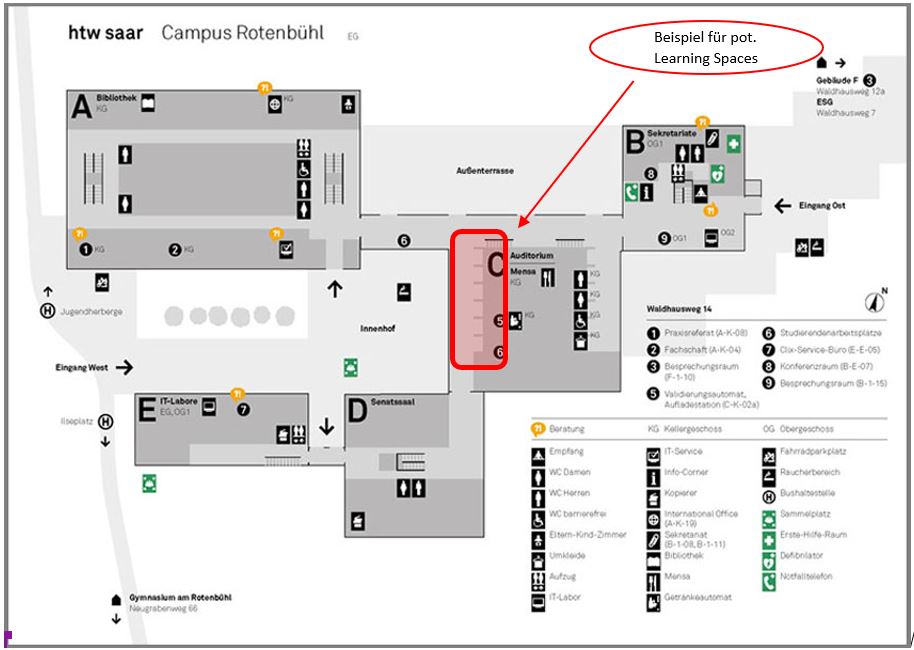 htw saar Campus Rotenbühl EG
Beispiel für pot.
Learning Spaces
Gebäude F 3
Waldhausweg 12a
ESG
Waldhausweg 7
A Bibliothek
KG
KG
B Sekretariate
OG1
8
Außenterrasse
Eingang Ost
1 KG
2 KG
6
9 OG1
OG2
C Auditorium
Mensa
KG
KG
KG
KG
KG
5
KG
6
N
H Jugendherberge
Innenhof
Waldhausweg 14
1 Praxisreferat (A-K-08)
2 Fachschaft (A-K-04)
3 Besprechungsraum
(F-1-10)
5 Validierungsautomat,
Aufladestation (C-K-02a)
6 Studierendenarbeitsplätze
7 Clix-Service-Büro (E-E-05)
8 Konferenzraum (B-E-07)
9 Besprechungsraum (B-1-15)
Eingang West
Ilseplatz H
E IT-Labore
EG, OG1
7
D Senatssaal
?! Beratung
KG Kellergeschoss
OG Obergeschoss
Empfang
WC Damen
WC Herren
WC barrierefrei
Eltern-Kind-Zimmer
Umkleide
Aufzug
IT-Labor
IT-Service
Info-Corner
Kopierer
International Office
(A-K-19)
Sekretariat
(B-1-08, B-1-11)
Bibliothek
Mensa
Getränkeautomat
Fahrradparkplatz
Raucherbereich
H Bushaltestelle
Sammelplatz
Erste-Hilfe-Raum
Defibrilator
Notfalltelefon
Gymnasium am Rotenbühl
Neugrabenweg 66